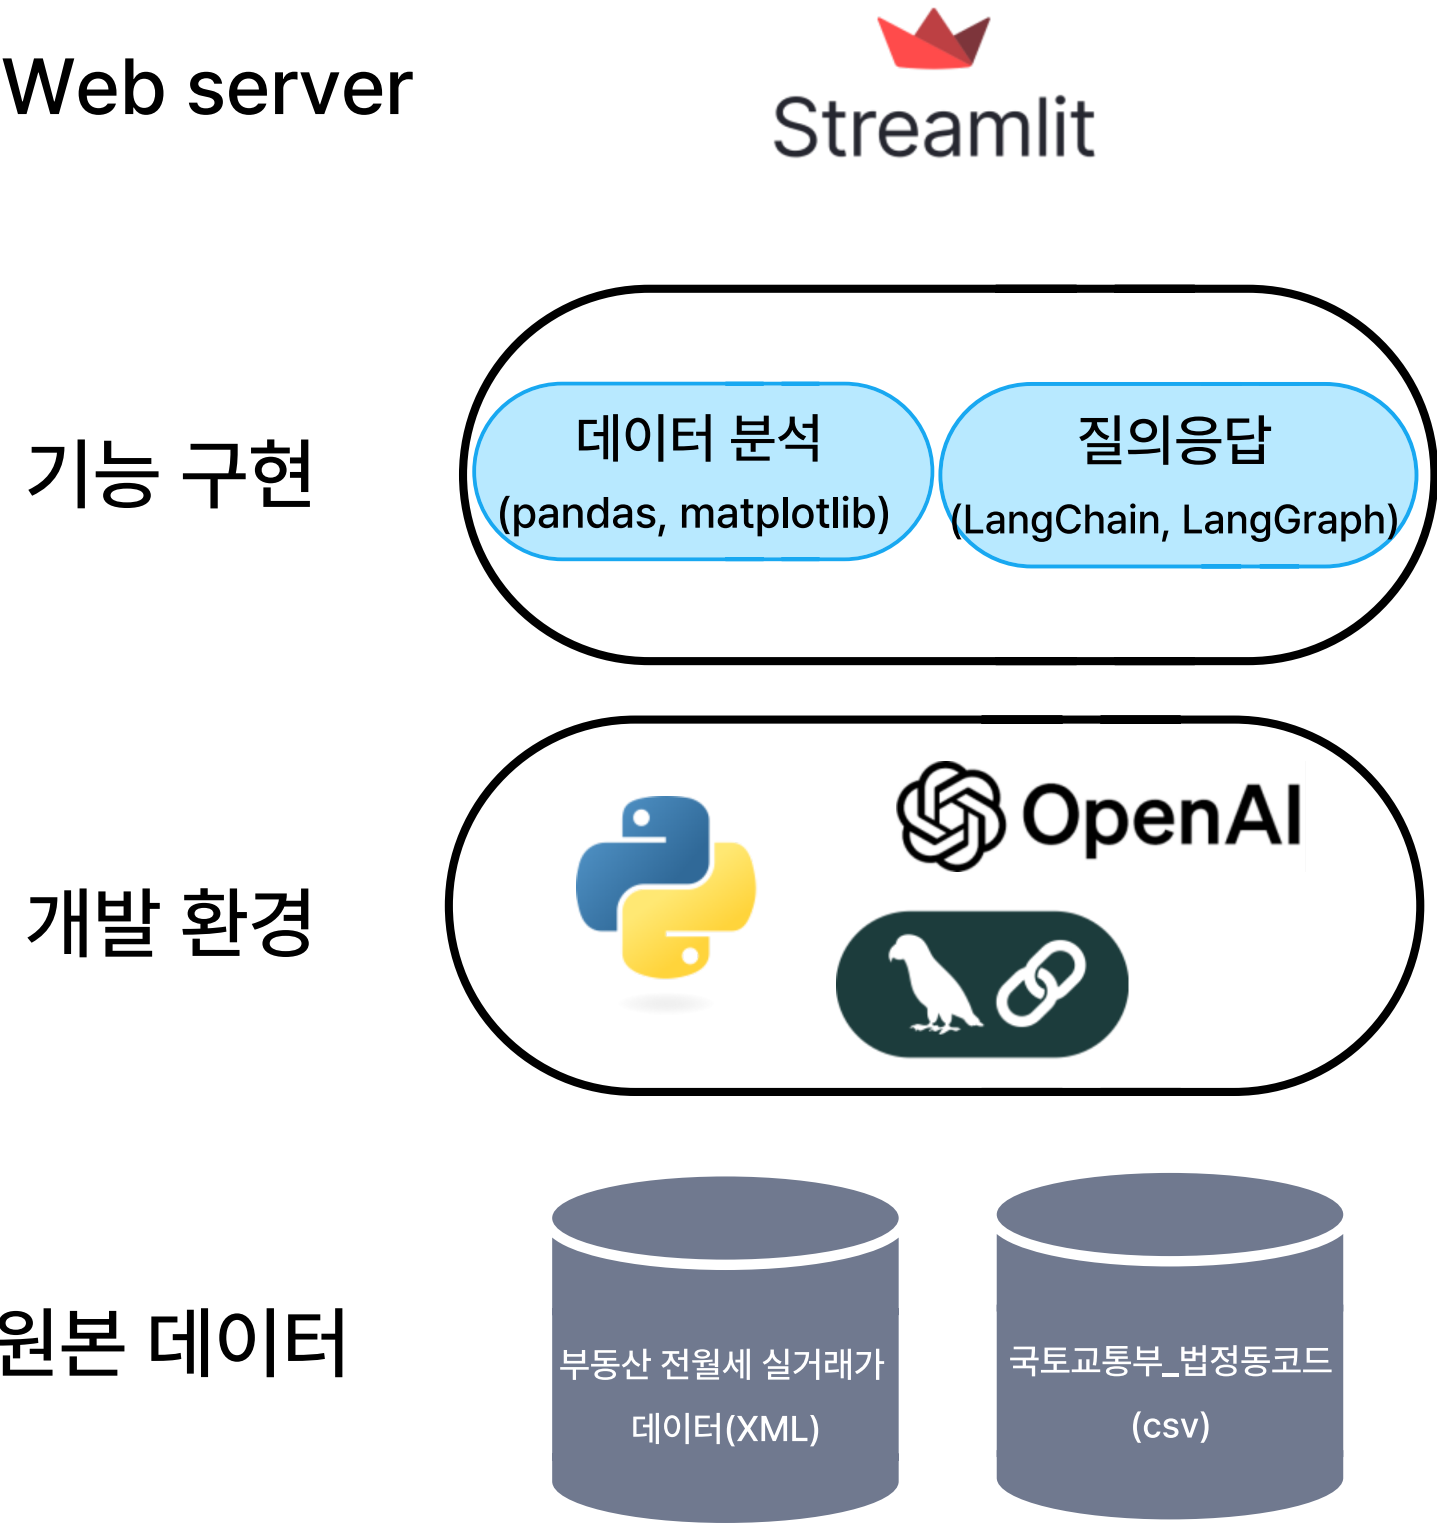 Web server
Streamlit
기능 구현
데이터 분석
(pandas, matplotlib)
질의응답
(LangChain, LangGraph)
개발 환경
OpenAI
원본 데이터
부동산 전월세 실거래가
데이터(XML)
국토교통부_법정동코드
(csv)